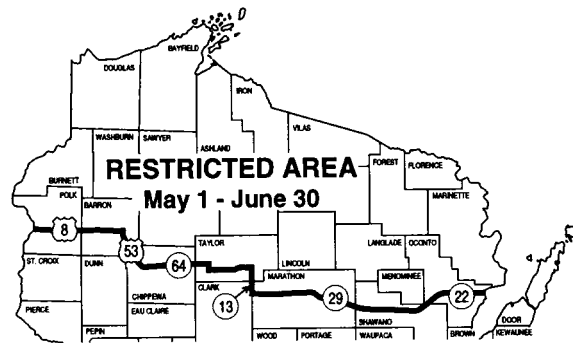 BAYFIELD
DOUGLAS
IRON
VILAS
WASHBURN SAWYER
ASHLAND
FOREST FLORENCE
RESTRICTED AREA
BURNETT
POLK
MARINETTE
May 1 - June 30
BARRON
8
53
TAYLOR
LANGLADE OCONTO
64
ST. CROIX
DUNN
LINCOLN
MARATHON
MENOMINEE
CLARK
CHIPPEWA
13
29
22
PIERCE
EAU CLAIRE
SHAWANO
DOOR
PEPIN
WOOD
PORTAGE
WAUPACA
BROWN
KEWAUNEE